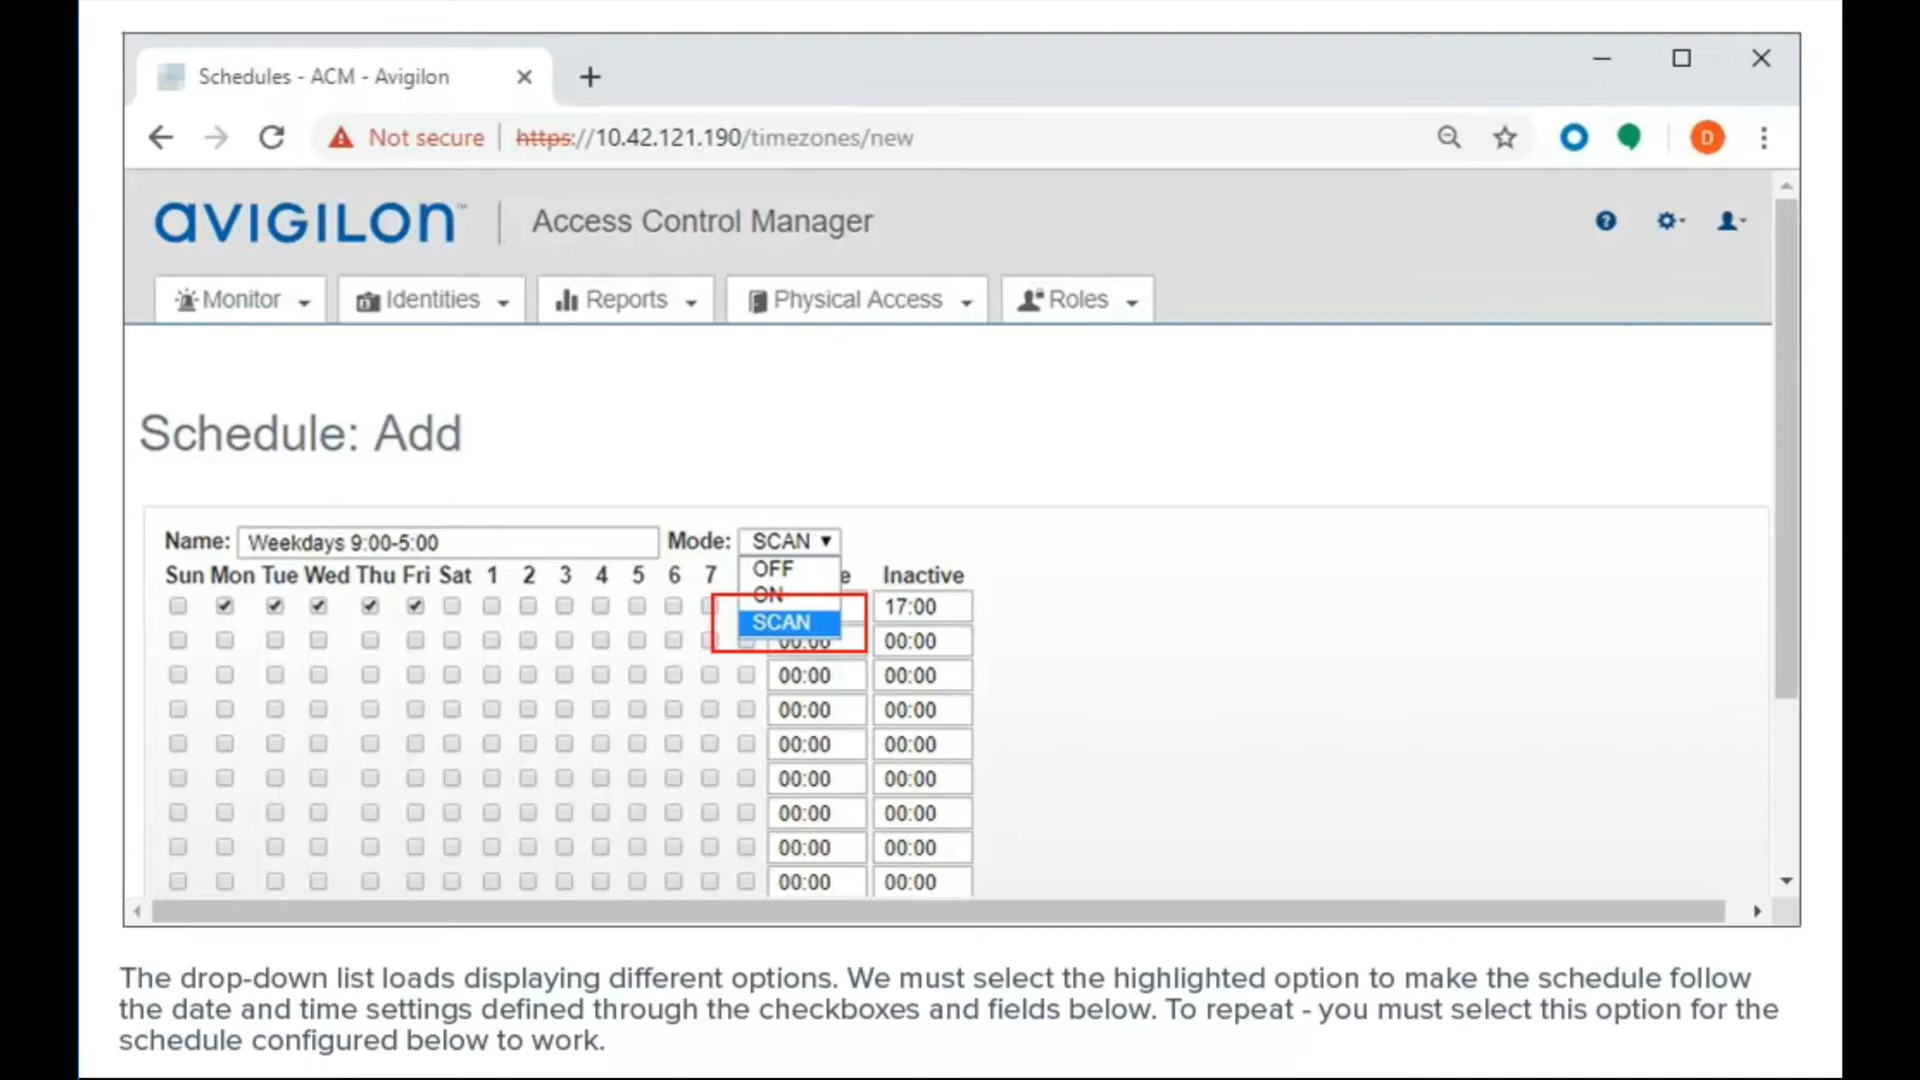 Schedules - ACM - Avigilon
Not secure | https://10.42.121.190/timezones/new
D
AVIGILON™ | Access Control Manager
Monitor Identities Reports Physical Access Roles
Schedule: Add
Name: Weekdays 9:00-5:00 Mode: SCAN
OFF
ON
SCAN
Sun Mon Tue Wed Thu Fri Sat 1 2 3 4 5 6 7 e Inactive
17:00
00:00 00:00
00:00 00:00
00:00 00:00
00:00 00:00
00:00 00:00
00:00 00:00
00:00 00:00
00:00 00:00
The drop-down list loads displaying different options. We must select the highlighted option to make the schedule follow
the date and time settings defined through the checkboxes and fields below. To repeat - you must select this option for the
schedule configured below to work.